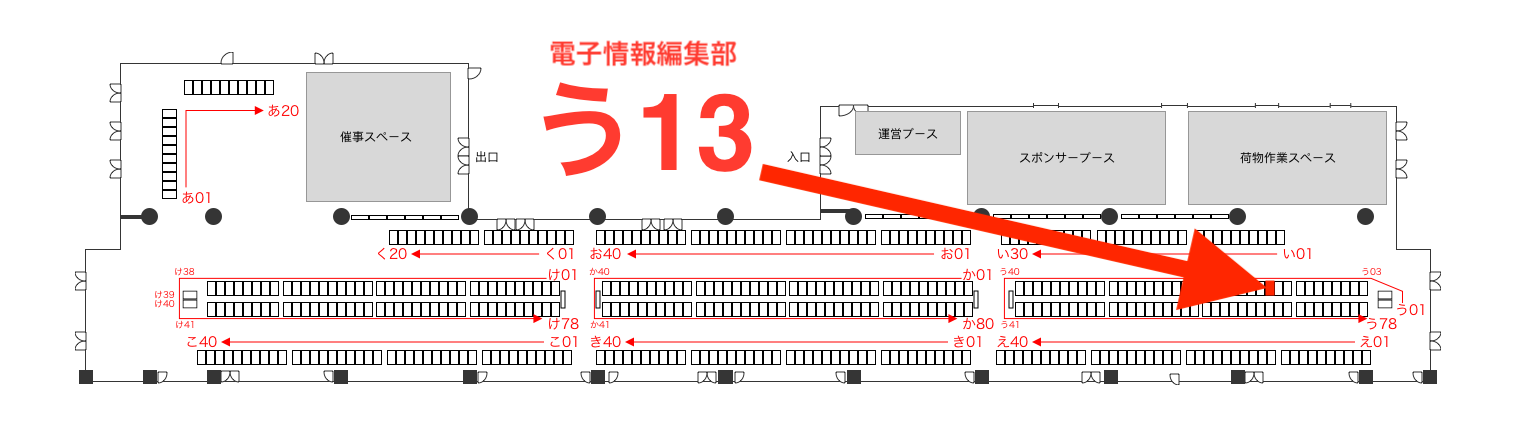 電子情報編集部
う13
あ20
催事スペース
運営ブース
スポンサーブース
荷物作業スペース
出口
入口
あ01
く20
く01
お40
お01
い30
い01
け38
け01
か40
か01
う40
う03
け39
け40
う01
け41
け78
か41
か80
う41
う78
こ40
こ01
き40
き01
え40
え01